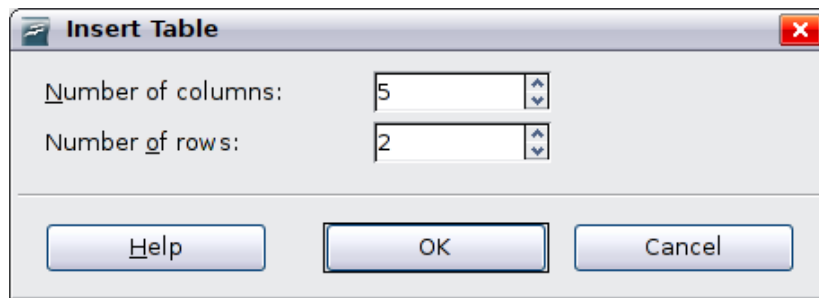 Insert Table
Number of columns: 5
Number of rows: 2
Help OK Cancel